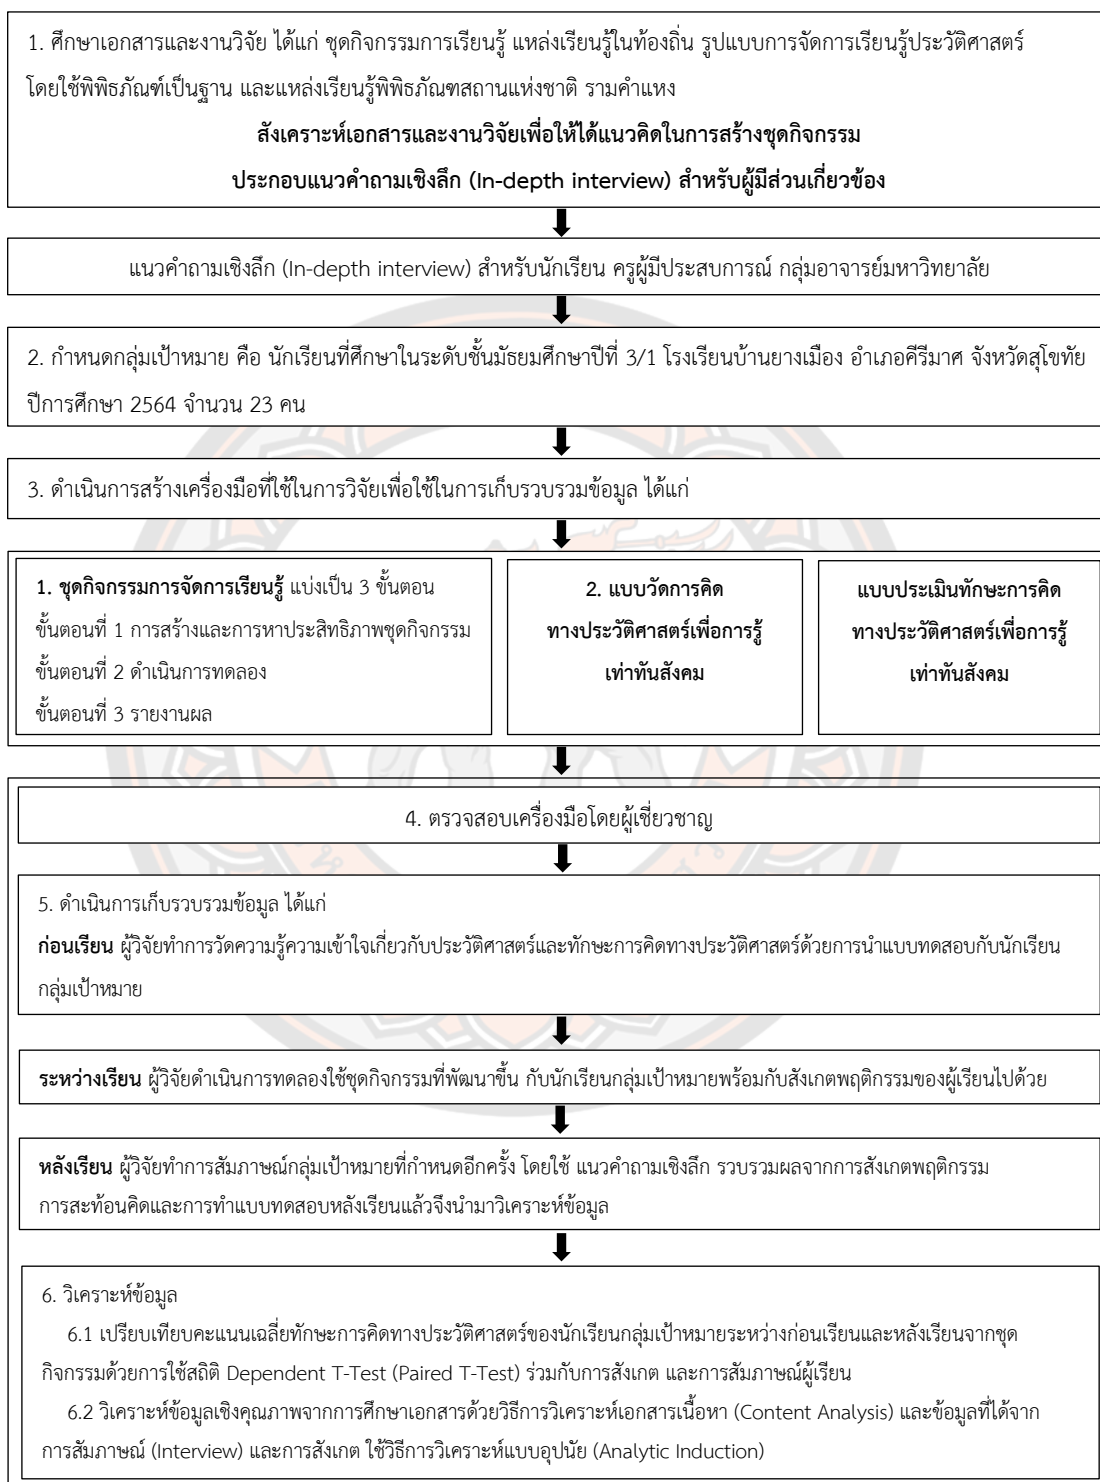 1. ศึกษาเอกสารและงานวิจัย ได้แก่ ชุดกิจกรรมการเรียนรู้ แหล่งเรียนรู้ในท้องถิ่น รูปแบบการจัดการเรียนรู้ประวัติศาสตร์
โดยใช้พิพิธภัณฑ์เป็นฐาน และแหล่งเรียนรู้พิพิธภัณฑสถานแห่งชาติ รามคำแหง
สังเคราะห์เอกสารและงานวิจัยเพื่อให้ได้แนวคิดในการสร้างชุดกิจกรรม
ประกอบแนวคำถามเชิงลึก (In-depth interview) สำหรับผู้มีส่วนเกี่ยวข้อง
แนวคำถามเชิงลึก (In-depth interview) สำหรับนักเรียน ครูผู้มีประสบการณ์ กลุ่มอาจารย์มหาวิทยาลัย
2. กำหนดกลุ่มเป้าหมาย คือ นักเรียนที่ศึกษาในระดับชั้นมัธยมศึกษาปีที่ 3/1 โรงเรียนบ้านยางเมือง อำเภอคีรีมาศ จังหวัดสุโขทัย
ปีการศึกษา 2564 จำนวน 23 คน
3. ดำเนินการสร้างเครื่องมือที่ใช้ในการวิจัยเพื่อใช้ในการเก็บรวบรวมข้อมูล ได้แก่
1. ชุดกิจกรรมการจัดการเรียนรู้ แบ่งเป็น 3 ขั้นตอน
ขั้นตอนที่ 1 การสร้างและการหาประสิทธิภาพชุดกิจกรรม
ขั้นตอนที่ 2 ดำเนินการทดลอง
ขั้นตอนที่ 3 รายงานผล
2. แบบวัดการคิด
ทางประวัติศาสตร์เพื่อการรู้
เท่าทันสังคม
แบบประเมินทักษะการคิด
ทางประวัติศาสตร์เพื่อการรู้
เท่าทันสังคม
4. ตรวจสอบเครื่องมือโดยผู้เชี่ยวชาญ
5. ดำเนินการเก็บรวบรวมข้อมูล ได้แก่
ก่อนเรียน ผู้วิจัยทำการวัดความรู้ความเข้าใจเกี่ยวกับประวัติศาสตร์และทักษะการคิดทางประวัติศาสตร์ด้วยการนำแบบทดสอบกับนักเรียน
กลุ่มเป้าหมาย
ระหว่างเรียน ผู้วิจัยดำเนินการทดลองใช้ชุดกิจกรรมที่พัฒนาขึ้น กับนักเรียนกลุ่มเป้าหมายพร้อมกับสังเกตพฤติกรรมของผู้เรียนไปด้วย
หลังเรียน ผู้วิจัยทำการสัมภาษณ์กลุ่มเป้าหมายที่กำหนดอีกครั้ง โดยใช้ แนวคำถามเชิงลึก รวบรวมผลจากการสังเกตพฤติกรรม
การสะท้อนคิดและการทำแบบทดสอบหลังเรียนแล้วจึงนำมาวิเคราะห์ข้อมูล
6. วิเคราะห์ข้อมูล
6.1 เปรียบเทียบคะแนนเฉลี่ยทักษะการคิดทางประวัติศาสตร์ของนักเรียนกลุ่มเป้าหมายระหว่างก่อนเรียนและหลังเรียนจากชุด
กิจกรรมด้วยการใช้สถิติ Dependent T-Test (Paired T-Test) ร่วมกับการสังเกต และการสัมภาษณ์ผู้เรียน
6.2 วิเคราะห์ข้อมูลเชิงคุณภาพจากการศึกษาเอกสารด้วยวิธีการวิเคราะห์เอกสารเนื้อหา (Content Analysis) และข้อมูลที่ได้จาก
การสัมภาษณ์ (Interview) และการสังเกต ใช้วิธีการวิเคราะห์แบบอุปนัย (Analytic Induction)